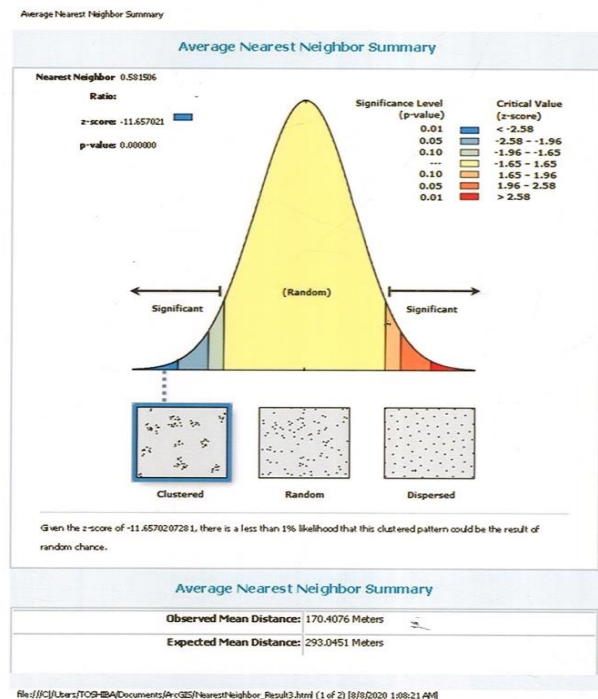 Average Nearest Neighbor Summary
Average Nearest Neighbor Summary
Nearest Neighbor Ratio: 0.581506
z-score: -11.657021
p-value: 0.000000
Significance Level (p-value) Critical Value (z-score)
0.01 < -2.58
0.05 -2.58 - -1.96
0.10 -1.96 - -1.65
--- -1.65 - 1.65
0.10 1.65 - 1.96
0.05 1.96 - 2.58
0.01 > 2.58
(Random)
Significant Significant
Clustered Random Dispersed
Given the z-score of -11.6570207281, there is a less than 1% likelihood that this clustered pattern could be the result of
random chance.
Average Nearest Neighbor Summary
Observed Mean Distance: 170.4076 Meters
Expected Mean Distance: 293.0451 Meters
file:///C|/Users/TOSHIBA/Documents/ArcGIS/NearestNeighbor_Result3.html (1 of 2) [8/8/2020 1:08:21 AM]